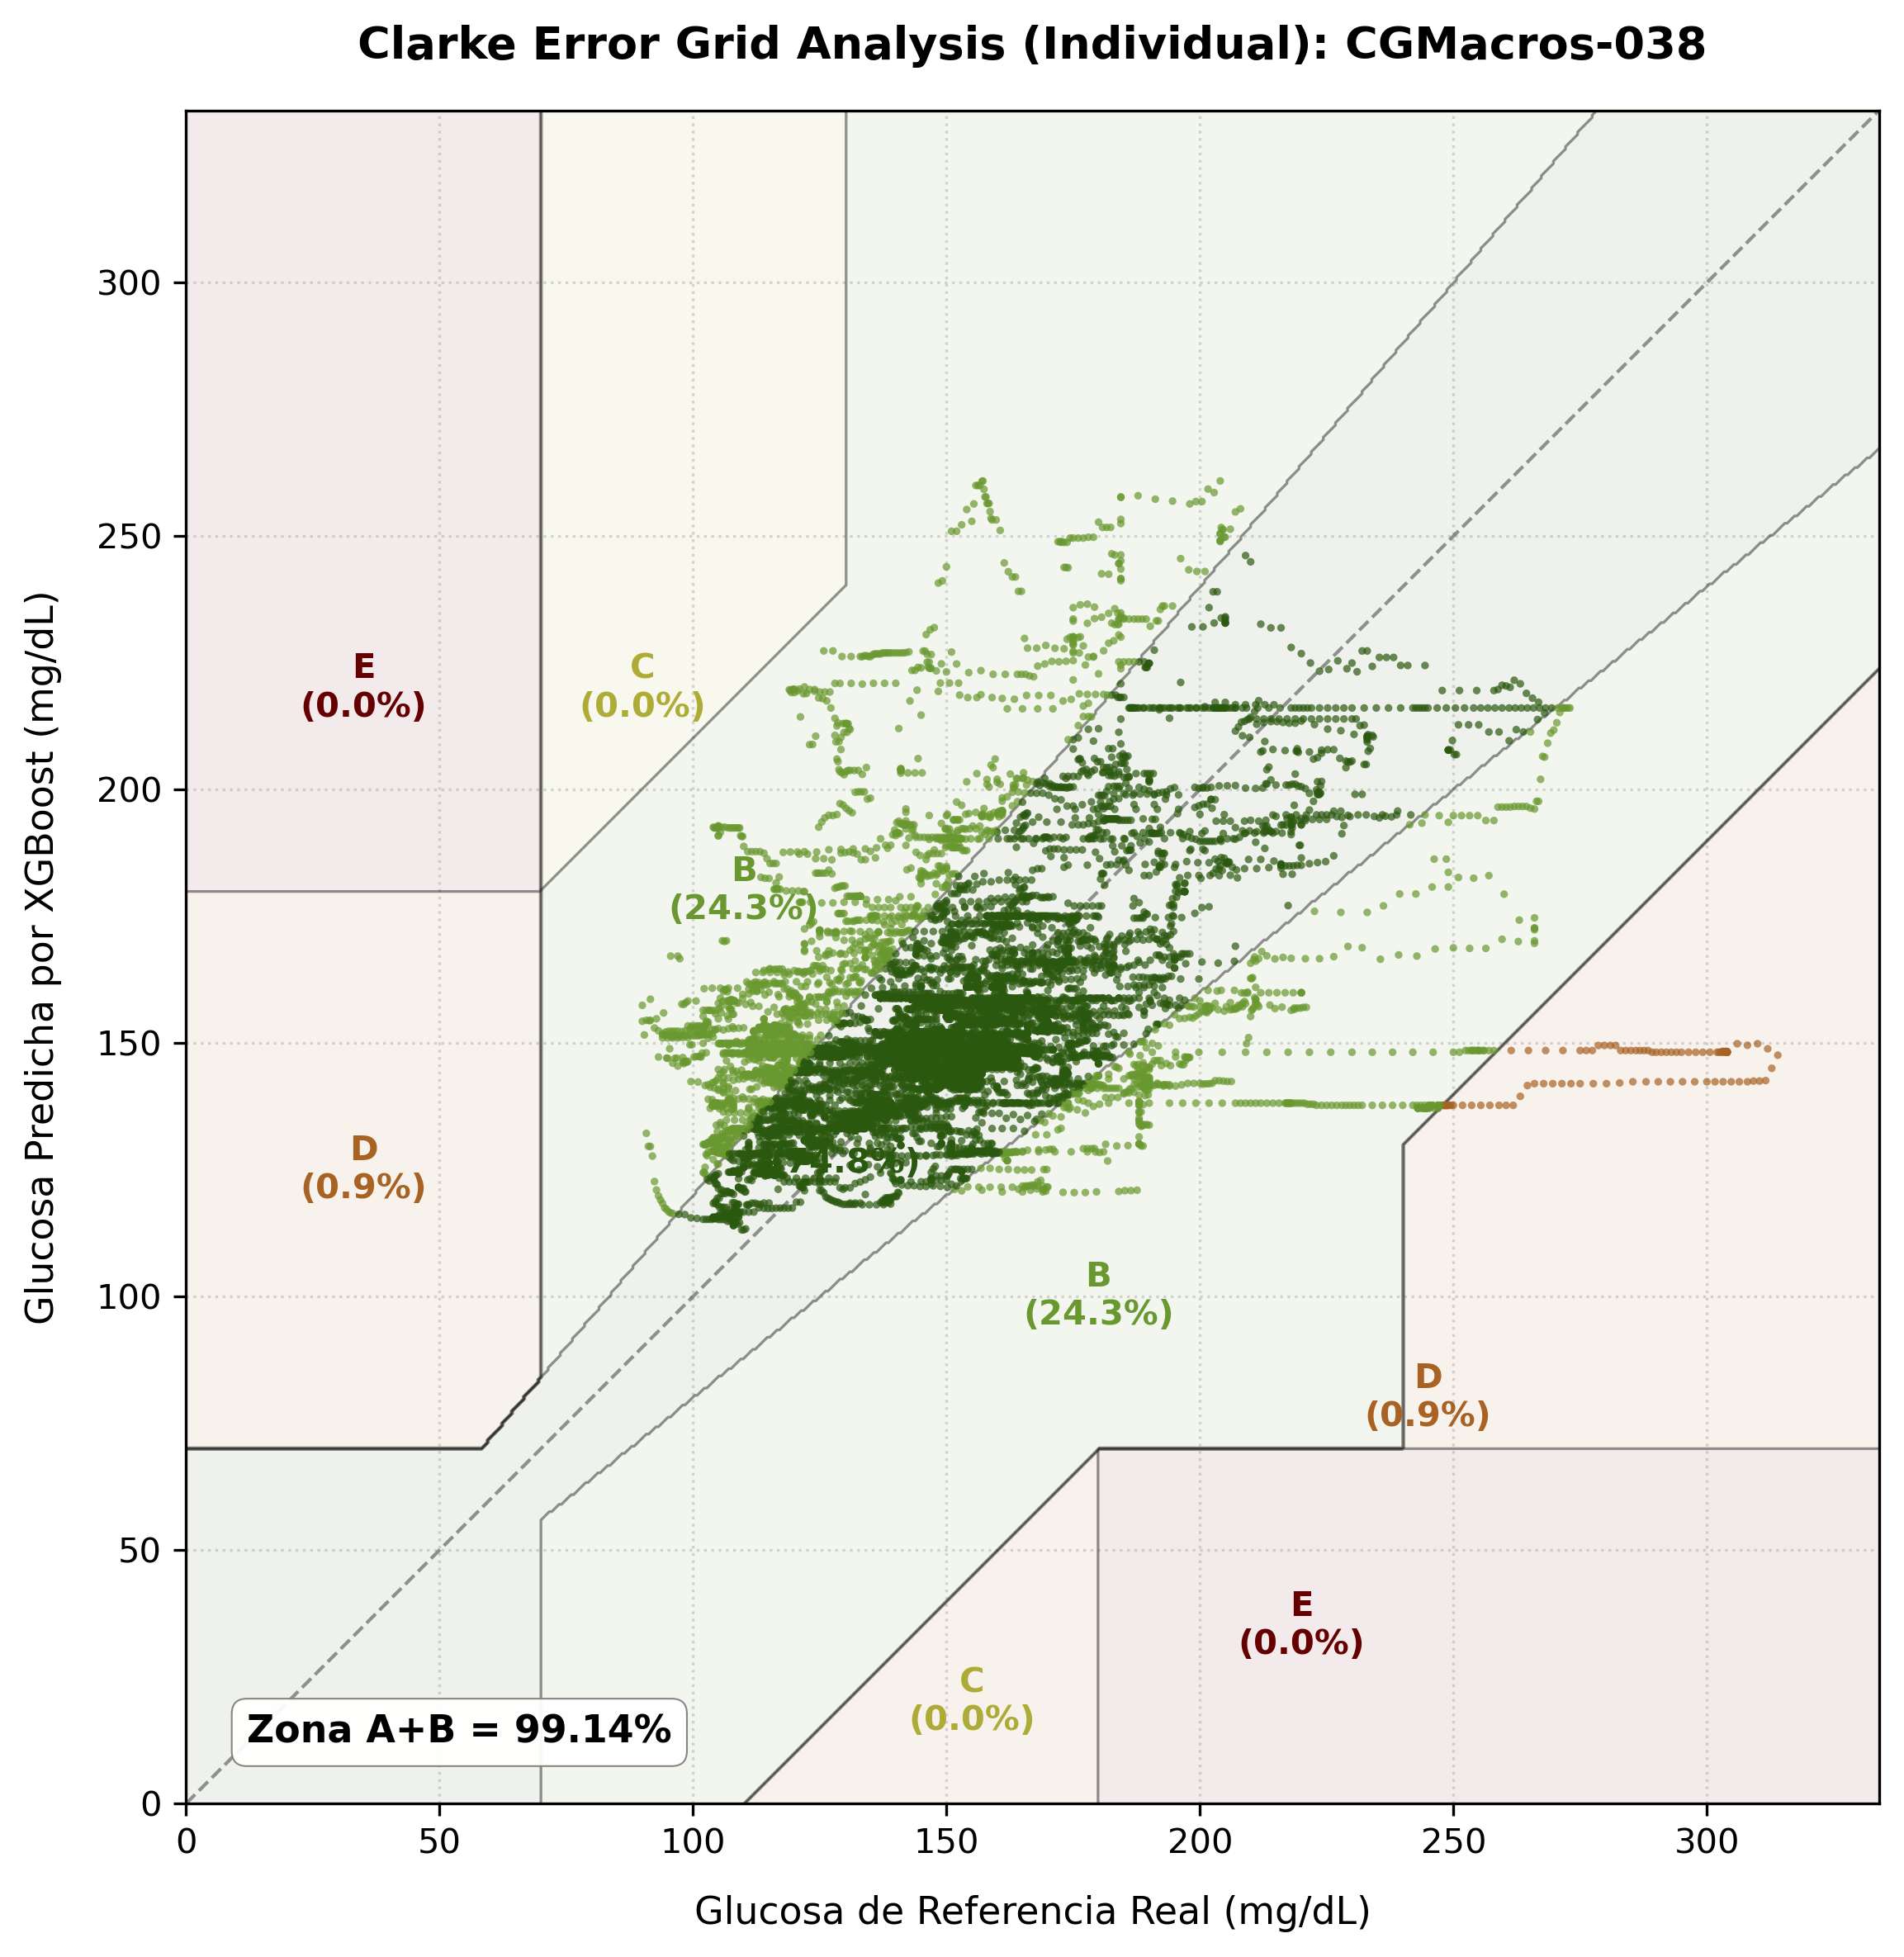 Clarke Error Grid Analysis (Individual): CGMacros-038
Glucosa Predicha por XGBoost (mg/dL)
300
250
200
150
100
50
0
E
(0.0%)
C
(0.0%)
B
(24.3%)
D
(0.9%)
B
(24.3%)
D
(0.9%)
E
(0.0%)
C
(0.0%)
Zona A+B = 99.14%
0
50
100
150
200
250
300
Glucosa de Referencia Real (mg/dL)